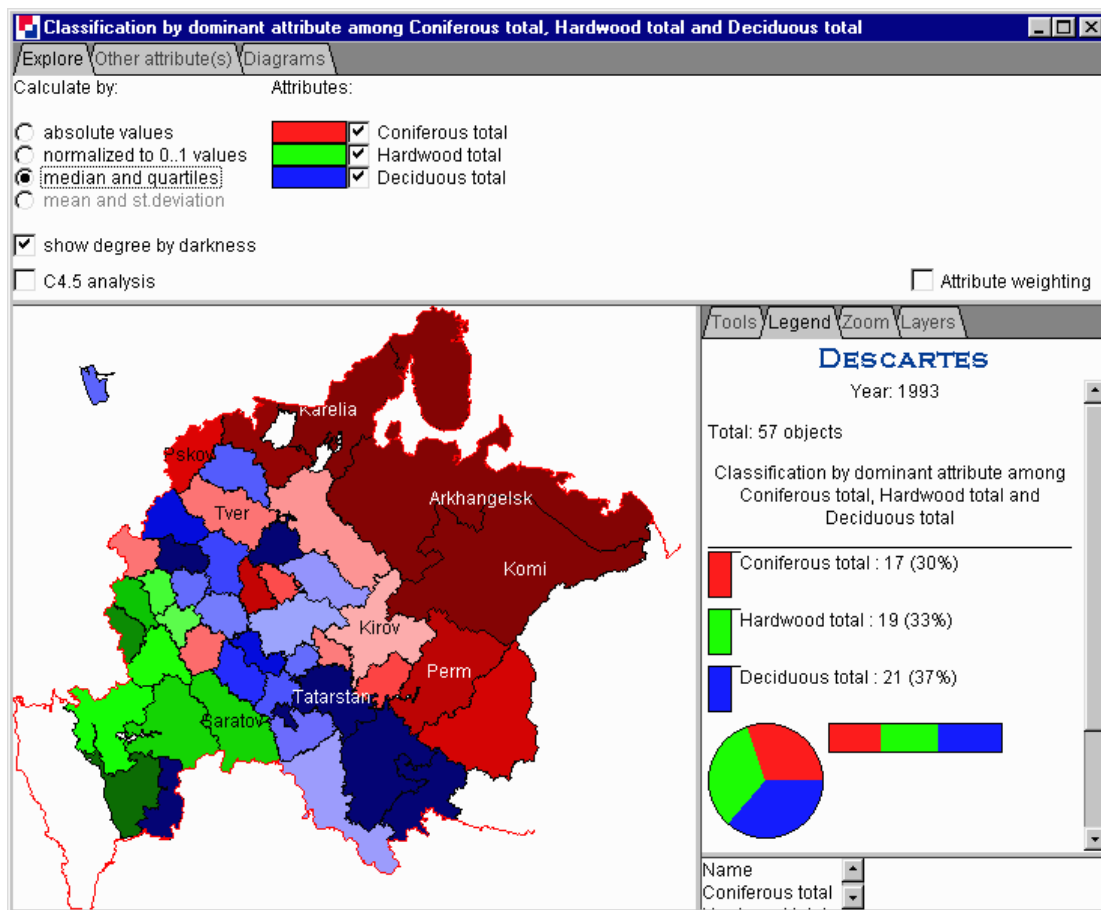 Classification by dominant attribute among Coniferous total, Hardwood total and Deciduous total
Explore Other attribute(s) Diagrams
Calculate by: Attributes:
absolute values Coniferous total
normalized to 0..1 values Hardwood total
median and quartiles Deciduous total
mean and st.deviation
show degree by darkness
C4.5 analysis Attribute weighting
Karelia
Pskov
Arkhangelsk
Tver
Komi
Kirov
Perm
Tatarstan
Saratov
Tools Legend Zoom Layers
DESCARTES
Year: 1993
Total: 57 objects
Classification by dominant attribute among
Coniferous total, Hardwood total and
Deciduous total
Coniferous total : 17 (30%)
Hardwood total : 19 (33%)
Deciduous total : 21 (37%)
Name
Coniferous total